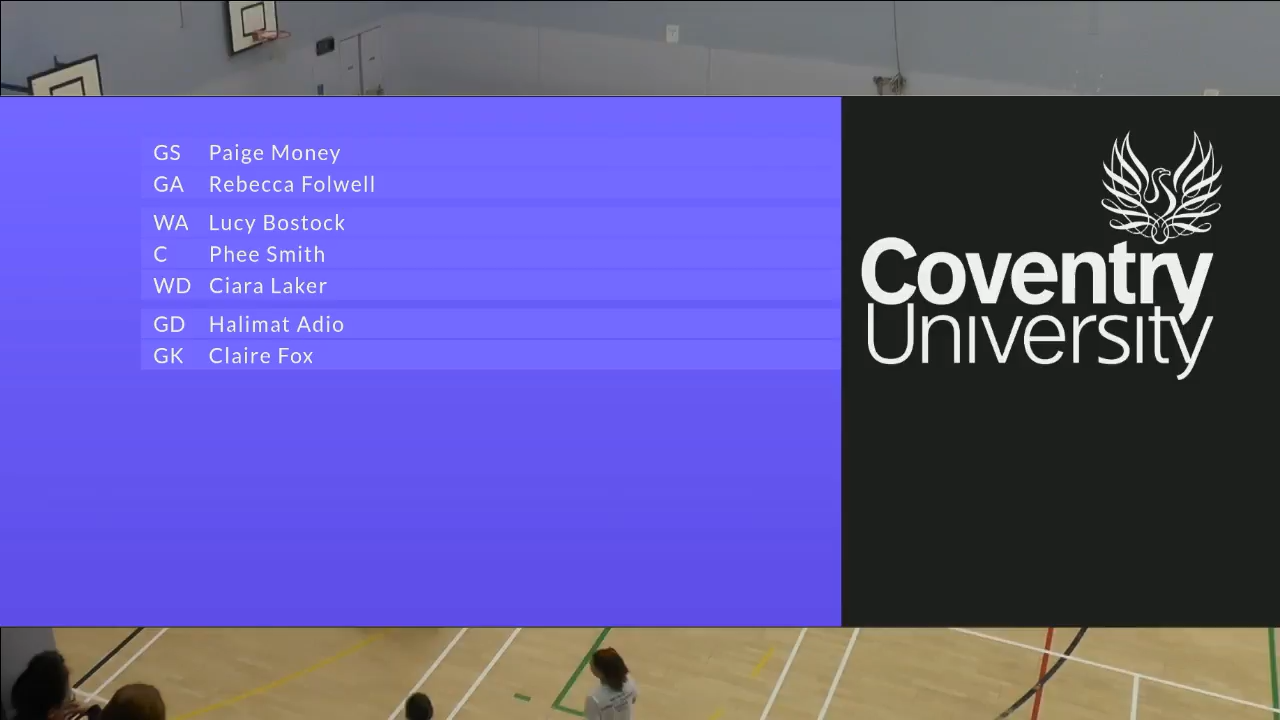 GS Paige Money
GA Rebecca Folwell
WA Lucy Bostock
C Phee Smith
WD Ciara Laker
GD Halimat Adio
GK Claire Fox
Coventry
University